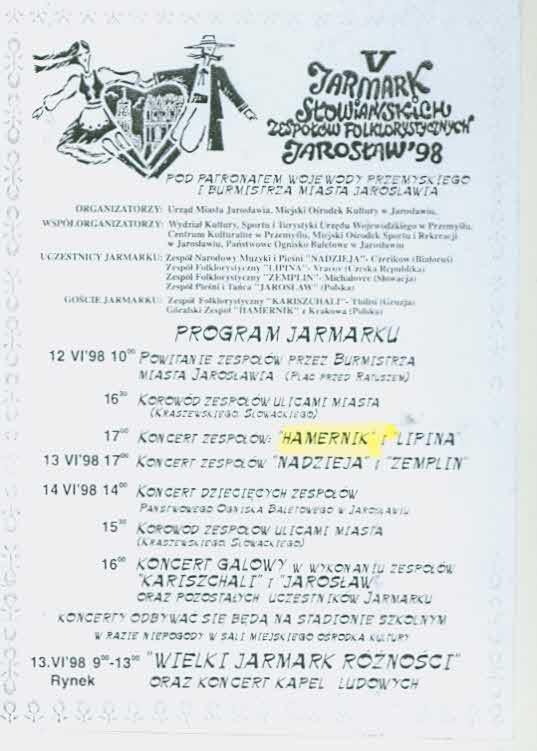 V
JARMARK
SŁOWIAŃSKICH
ZESPOŁÓW FOLKLORYSTYCZNYCH
JAROSŁAW'98
POD PATRONATEM WOJEWODY PRZEMYSKIEGO
I BURMISTRZA MIASTA JAROSŁAWIA
ORGANIZATORZY: Urząd Miasta Jarosławia, Miejski Ośrodek Kultury w Jarosławiu,
WSPÓŁORGANIZATORZY: Wydział Kultury, Sportu i Turystyki Urzędu Wojewódzkiego w Przemyślu,
Centrum Kulturalne w Przemyślu, Miejski Ośrodek Sportu i Rekreacji
w Jarosławiu, Państwowe Ognisko Baletowe w Jarosławiu
UCZESTNICY JARMARKU: Zespół Narodowy Muzyki i Pieśni "NADZIEJA"- Czerikow (Białoruś)
Zespół Folklorystyczny "LIPINA"- Vracov (Czeska Republika)
Zespół Folklorystyczny "ZEMPLIN"- Michalovce (Słowacja)
Zespół Pieśni i Tańca "JAROSŁAW" (Polska)
GOŚCIE JARMARKU: Zespół Folklorystyczny "KARISZCHALI"- Tbilisi (Gruzja)
Góralski Zespół "HAMERNIK" z Krakowa (Polska)
PROGRAM JARMARKU
12 VI'98 10⁰⁰ POWITANIE ZESPOŁÓW PRZEZ BURMISTRZA
MIASTA JAROSŁAWIA (PLAC PRZED RATUSZEM)
16³⁰ KOROWÓD ZESPOŁÓW ULICAMI MIASTA
(KRASZEWSKIEGO, SŁOWACKIEGO)
17⁰⁰ KONCERT ZESPOŁÓW: "HAMERNIK" I "LIPINA"
13 VI'98 17⁰⁰ KONCERT ZESPOŁÓW "NADZIEJA" I "ZEMPLIN"
14 VI'98 14⁰⁰ KONCERT DZIECIĘCYCH ZESPOŁÓW
PAŃSTWOWEGO OGNISKA BALETOWEGO W JAROSŁAWIU
15³⁰ KOROWÓD ZESPOŁÓW ULICAMI MIASTA
(KRASZEWSKIEGO, SŁOWACKIEGO)
16⁰⁰ KONCERT GALOWY W WYKONANIU ZESPOŁÓW
"KARISZCHALI" I "JAROSŁAW"
ORAZ POZOSTAŁYCH UCZESTNIKÓW JARMARKU
KONCERTY ODBYWAĆ SIĘ BĘDĄ NA STADIONIE SZKOLNYM
W RAZIE NIEPOGODY W SALI MIEJSKIEGO OŚRODKA KULTURY
13.VI'98 9⁰⁰-13⁰⁰ "WIELKI JARMARK RÓŻNOŚCI"
Rynek ORAZ KONCERT KAPEL LUDOWYCH